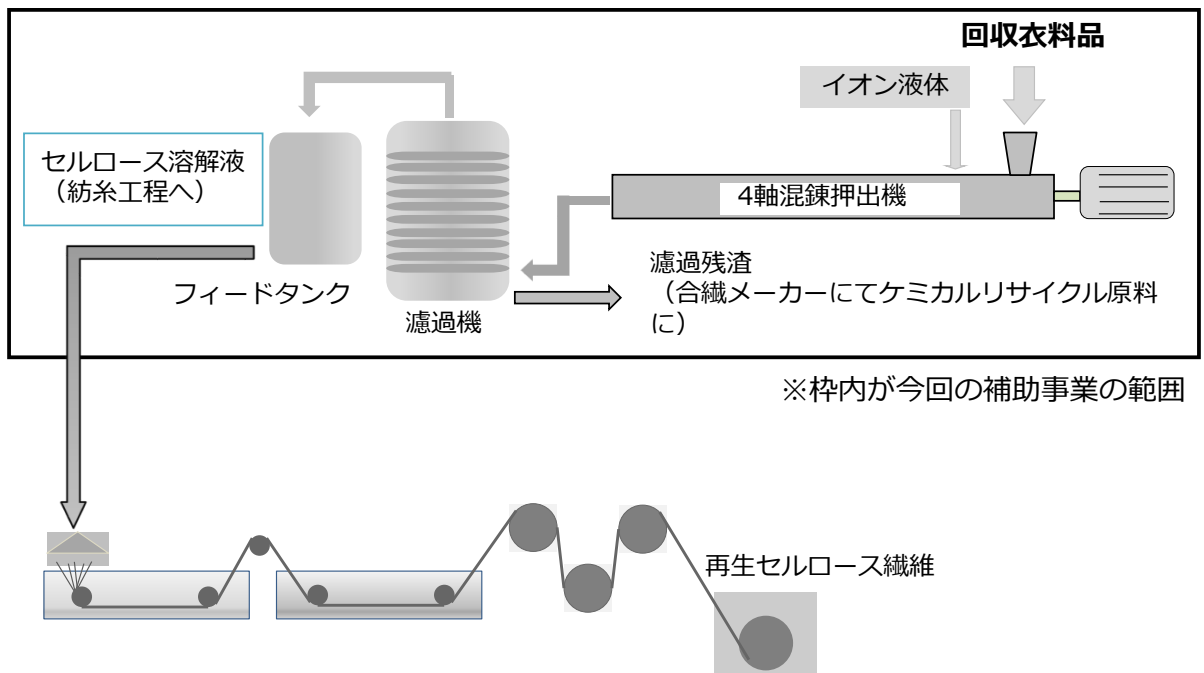 回収衣料品
イオン液体
セルロース溶解液
（紡糸工程へ）
4軸混錬押出機
濾過残渣
（合繊メーカーにてケミカルリサイクル原料
に）
フィードタンク
濾過機
※枠内が今回の補助事業の範囲
再生セルロース繊維